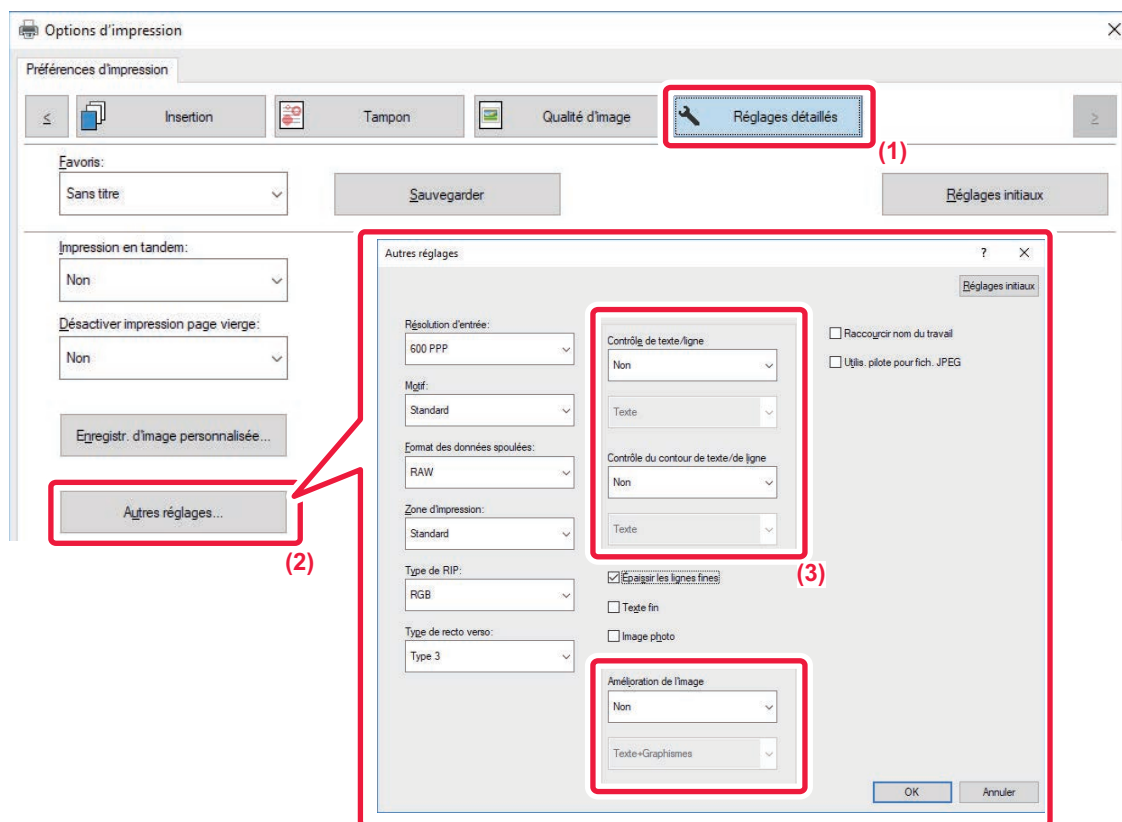 Options d'impression
Préférences d'impression
≤ Insertion Tampon Qualité d'image Réglages détaillés ≥
(1)
Favoris:
Sans titre Sauvegarder Réglages initiaux
Impression en tandem:
Non
Désactiver impression page vierge:
Non
Enregistr. d'image personnalisée...
Autres réglages...
(2)
Autres réglages ?
Réglages initiaux
Résolution d'entrée:
600 PPP
Motif:
Standard
Format des données spoulées:
RAW
Zone d'impression:
Standard
Type de RIP:
RGB
Type de recto verso:
Type 3
Contrôle de texte/ligne
Non
Texte
Contrôle du contour de texte/de ligne
Non
Texte
(3)
Épaissir les lignes fines
Texte fin
Image photo
Amélioration de l'image
Non
Texte+Graphismes
Raccourcir nom du travail
Utilis. pilote pour fich. JPEG
OK Annuler